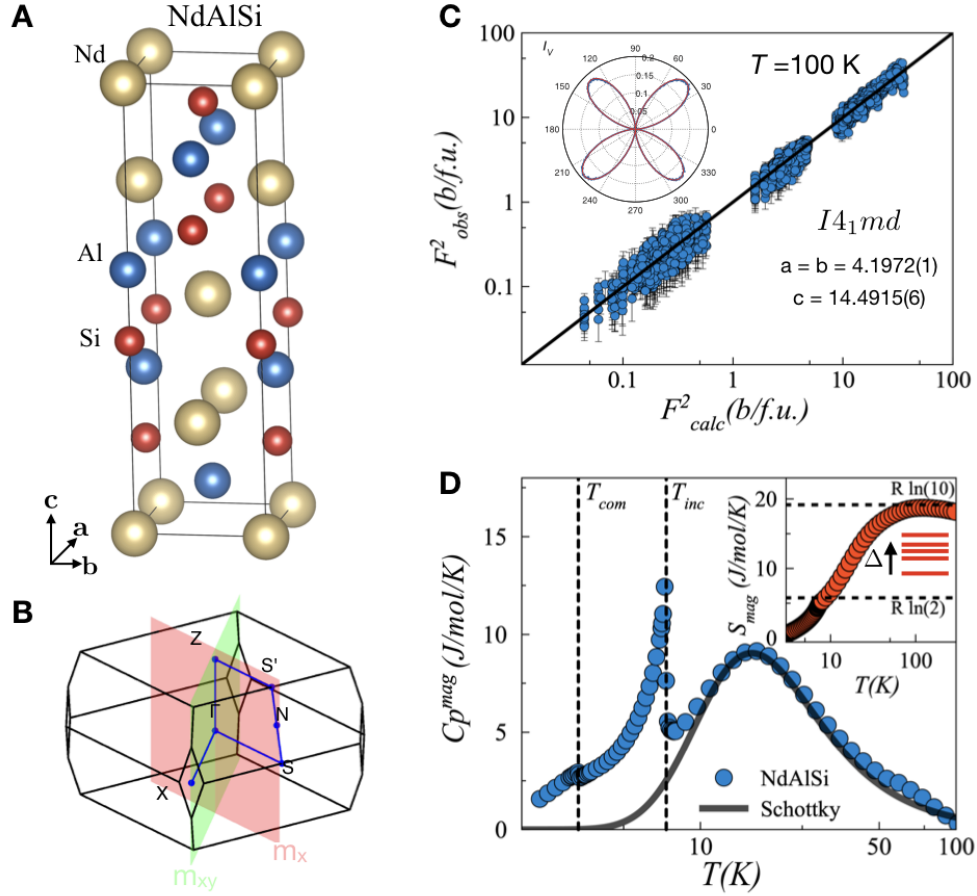 A
NdAlSi
Nd
Al
Si
c
a
b
B
Z
S'
Γ
N
S
X
m_x
m_xy
C
100
10
1
0.1
F²obs(b/f.u.)
I_V
90
120
60
0.2
0.15
150
30
0.1
0.05
180
0
210
330
240
300
270
T =100 K
I4₁md
a = b = 4.1972(1)
c = 14.4915(6)
0.1
1
10
100
F²calc(b/f.u.)
D
T_com
T_inc
15
10
5
0
Cp^mag (J/mol/K)
NdAlSi
Schottky
10
50
100
T(K)
20
10
0
S_mag (J/mol/K)
R ln(10)
Δ
R ln(2)
10
100
T(K)